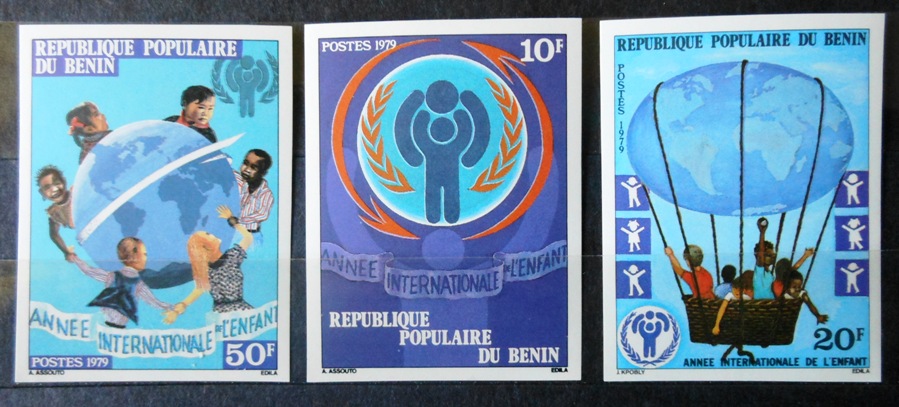 REPUBLIQUE POPULAIRE
DU BENIN
ANNEE INTERNATIONALE DE L'ENFANT
POSTES 1979 50F
A. ASSOUTO EDILA
POSTES 1979 10F
ANNEE INTERNATIONALE DE L'ENFANT
REPUBLIQUE
POPULAIRE
DU BENIN
A. ASSOUTO EDILA
REPUBLIQUE POPULAIRE DU BENIN
POSTES 1979
20F
ANNEE INTERNATIONALE DE L'ENFANT
J. KPOBLY EDILA